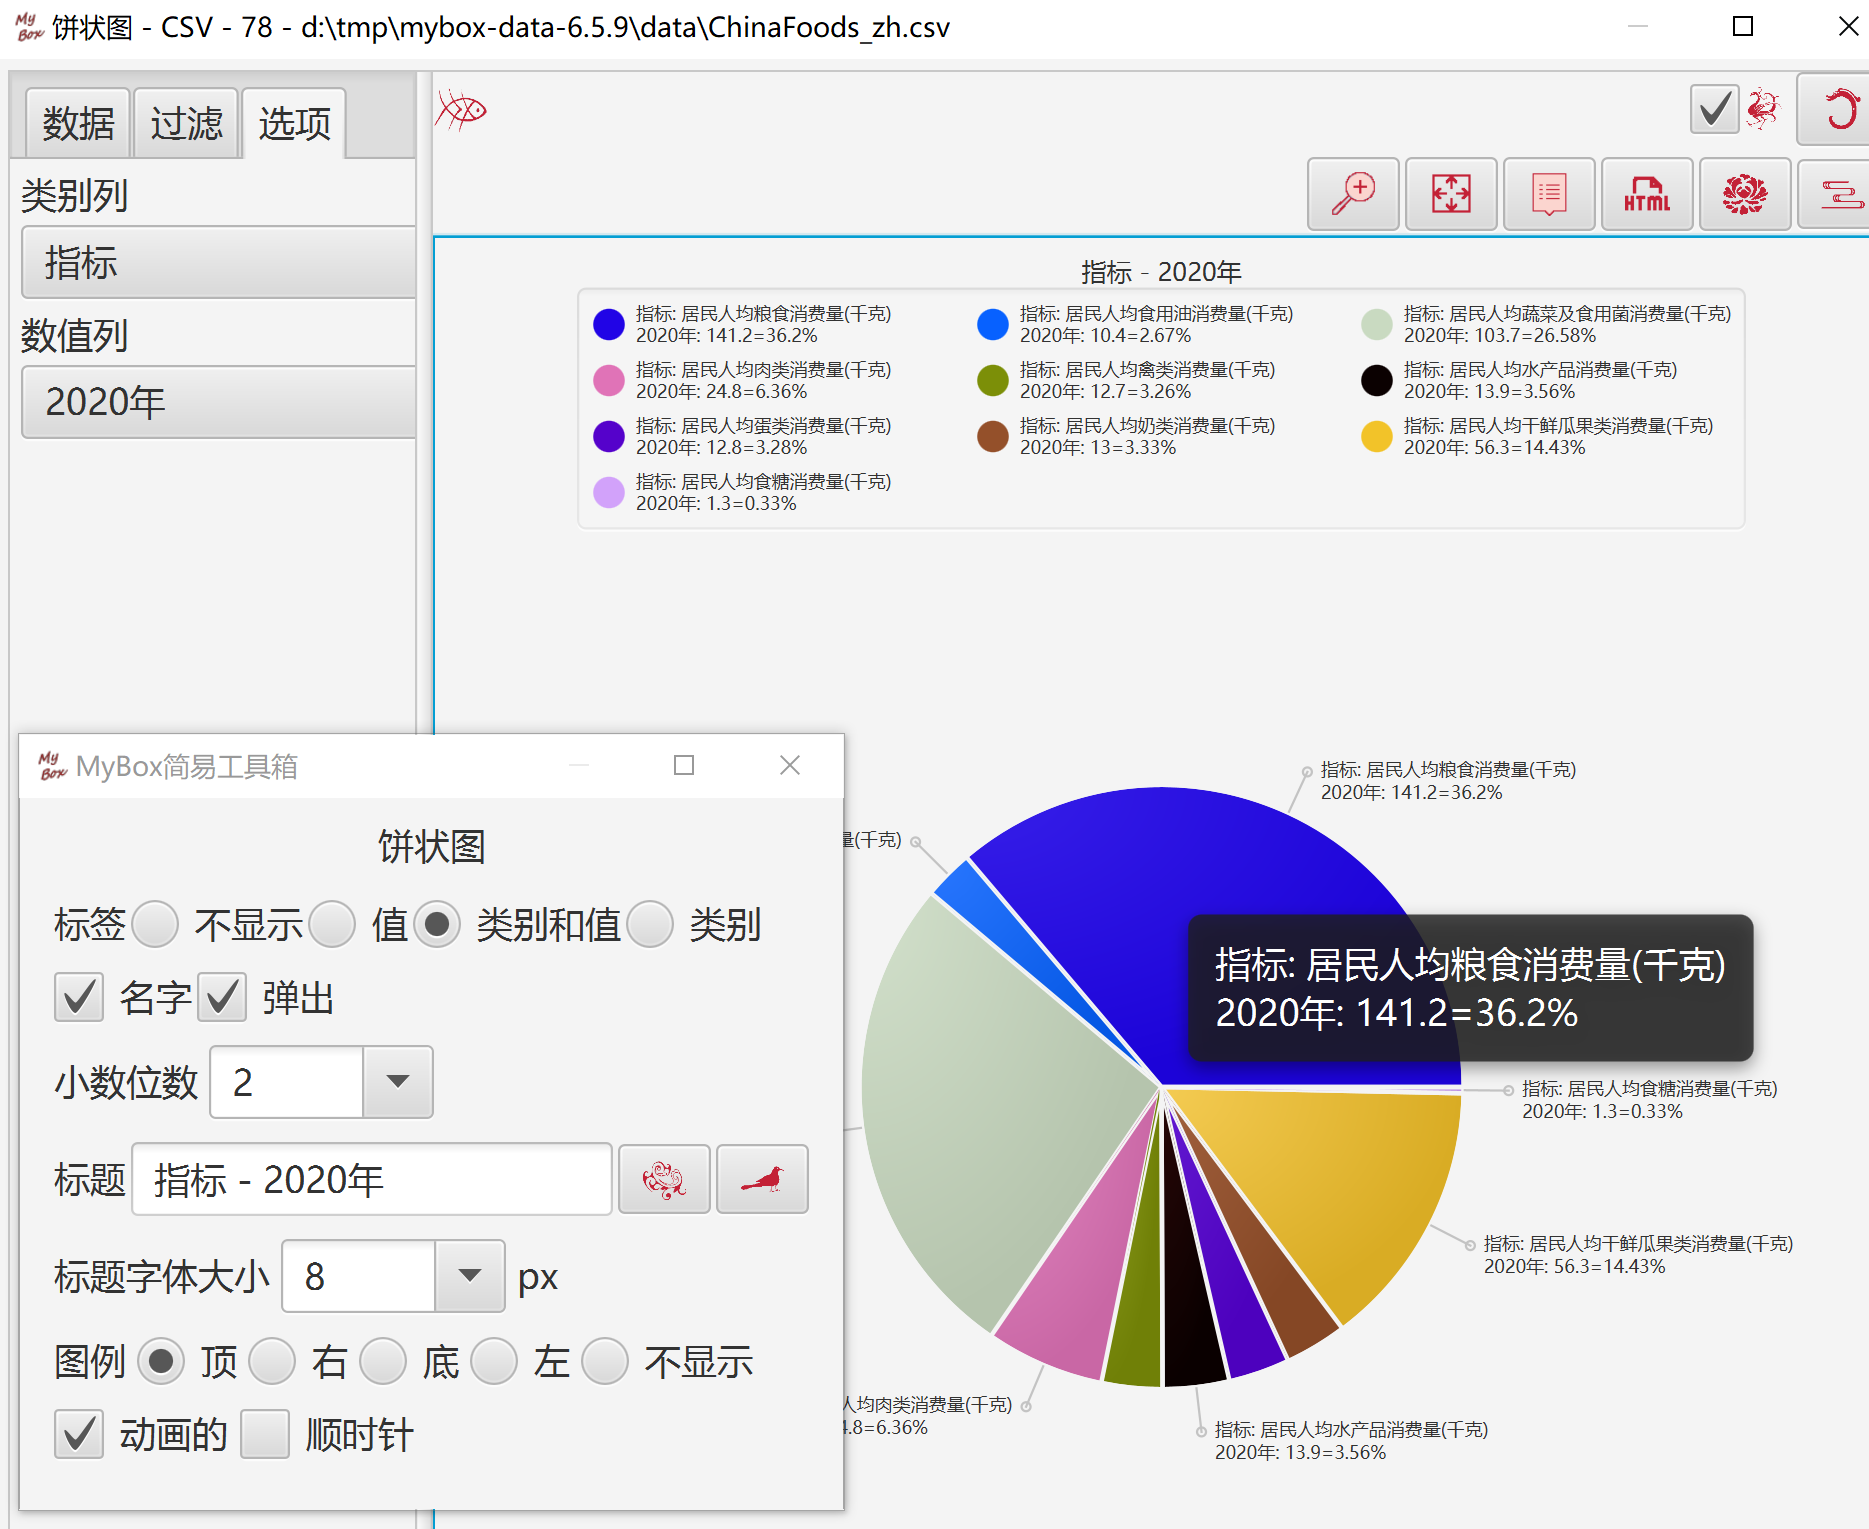 My Box 饼状图 - CSV - 78 - d:\tmp\mybox-data-6.5.9\data\ChinaFoods_zh.csv
数据 过滤 选项
类别列
指标
数值列
2020年
HTML
指标 - 2020年
指标: 居民人均粮食消费量(千克)
2020年: 141.2=36.2%
指标: 居民人均食用油消费量(千克)
2020年: 10.4=2.67%
指标: 居民人均蔬菜及食用菌消费量(千克)
2020年: 103.7=26.58%
指标: 居民人均肉类消费量(千克)
2020年: 24.8=6.36%
指标: 居民人均禽类消费量(千克)
2020年: 12.7=3.26%
指标: 居民人均水产品消费量(千克)
2020年: 13.9=3.56%
指标: 居民人均蛋类消费量(千克)
2020年: 12.8=3.28%
指标: 居民人均奶类消费量(千克)
2020年: 13=3.33%
指标: 居民人均干鲜瓜果类消费量(千克)
2020年: 56.3=14.43%
指标: 居民人均食糖消费量(千克)
2020年: 1.3=0.33%
指标: 居民人均粮食消费量(千克)
2020年: 141.2=36.2%
量(千克)
指标: 居民人均粮食消费量(千克)
2020年: 141.2=36.2%
指标: 居民人均食糖消费量(千克)
2020年: 1.3=0.33%
指标: 居民人均干鲜瓜果类消费量(千克)
2020年: 56.3=14.43%
人均肉类消费量(千克)
4.8=6.36%
指标: 居民人均水产品消费量(千克)
2020年: 13.9=3.56%
My Box MyBox简易工具箱
饼状图
标签 不显示 值 类别和值 类别
名字 弹出
小数位数 2
标题 指标 - 2020年
标题字体大小 8 px
图例 顶 右 底 左 不显示
动画的 顺时针